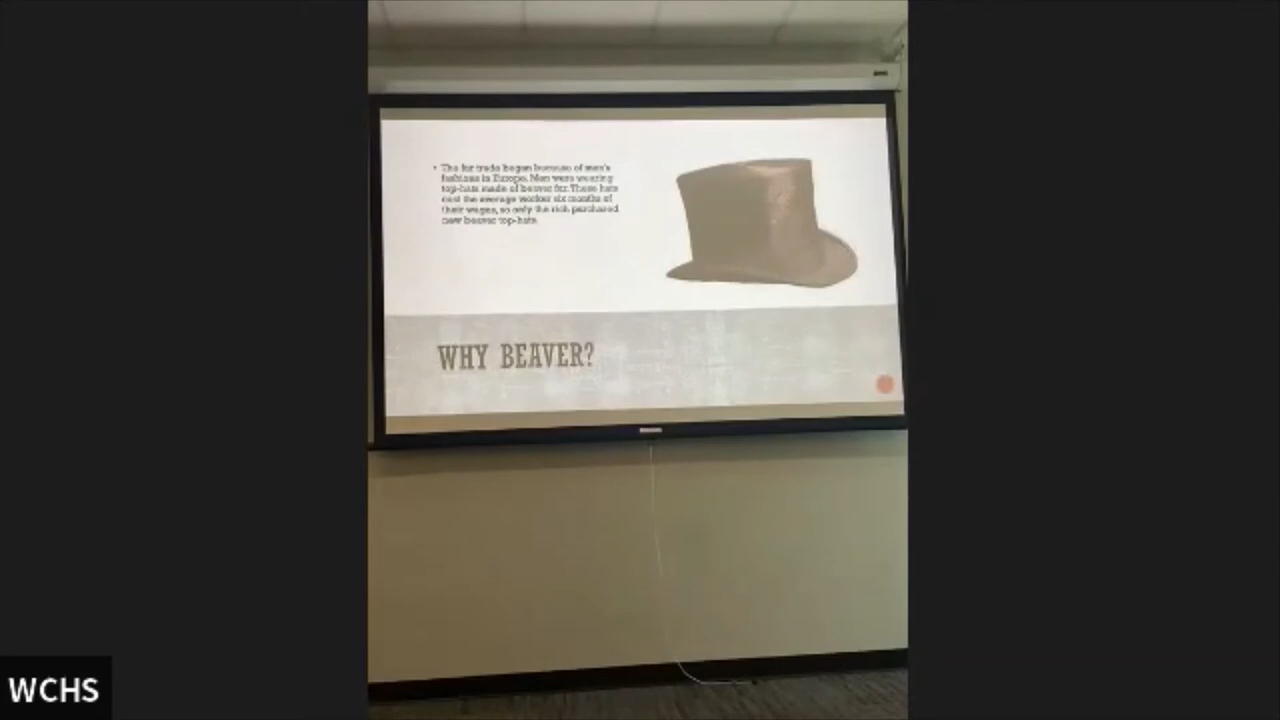 • The fur trade began because of men's
fashions in Europe. Men were wearing
top-hats made of beaver fur. These hats
cost the average worker six months of
their wages, so only the rich purchased
new beaver top-hats.
WHY BEAVER?
WCHS